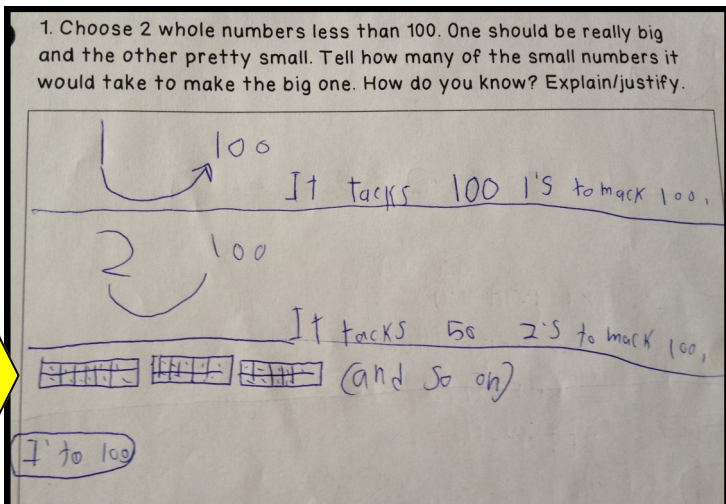 1. Choose 2 whole numbers less than 100. One should be really big
and the other pretty small. Tell how many of the small numbers it
would take to make the big one. How do you know? Explain/justify.
1 100
It tacks 100 1's to mack 100.
2 100
It tacks 50 2's to mack 100.
(and so on)
1 to 100